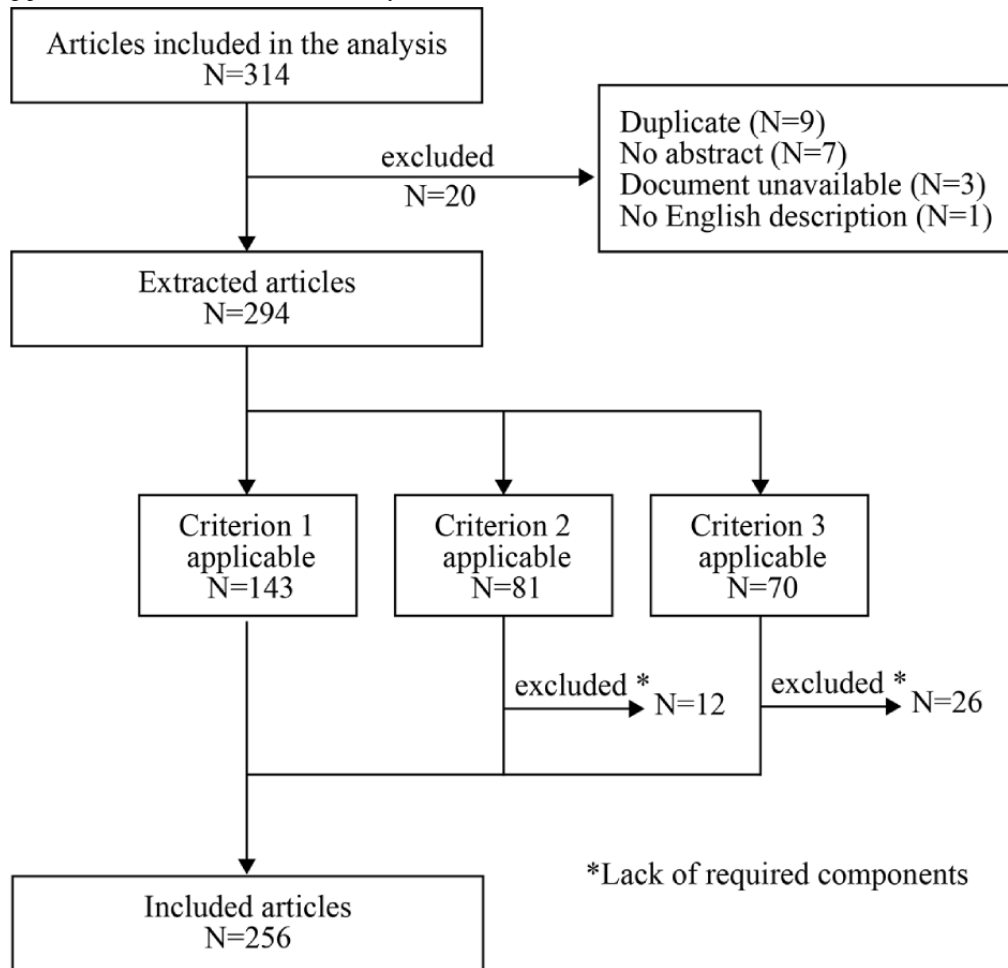 Articles included in the analysis
N=314
excluded
N=20
Duplicate (N=9)
No abstract (N=7)
Document unavailable (N=3)
No English description (N=1)
Extracted articles
N=294
Criterion 1
applicable
N=143
Criterion 2
applicable
N=81
Criterion 3
applicable
N=70
excluded *
N=12
excluded *
N=26
*Lack of required components
Included articles
N=256